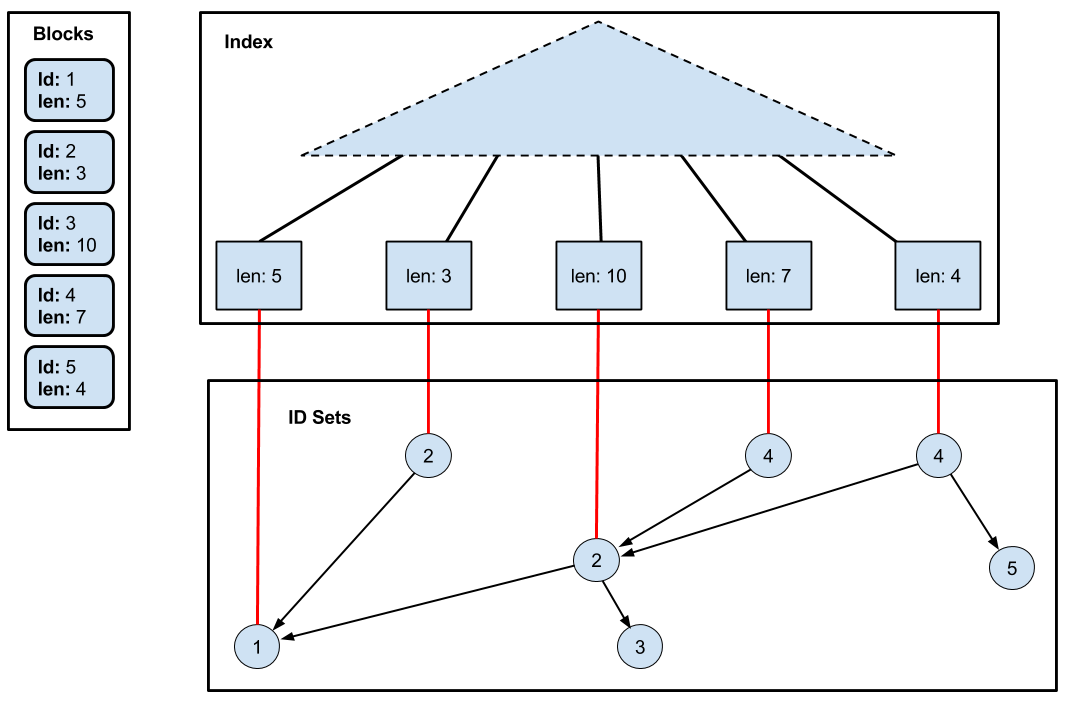 Blocks
Id: 1
len: 5
Id: 2
len: 3
Id: 3
len: 10
Id: 4
len: 7
Id: 5
len: 4
Index
len: 5
len: 3
len: 10
len: 7
len: 4
ID Sets
2
4
4
2
5
1
3